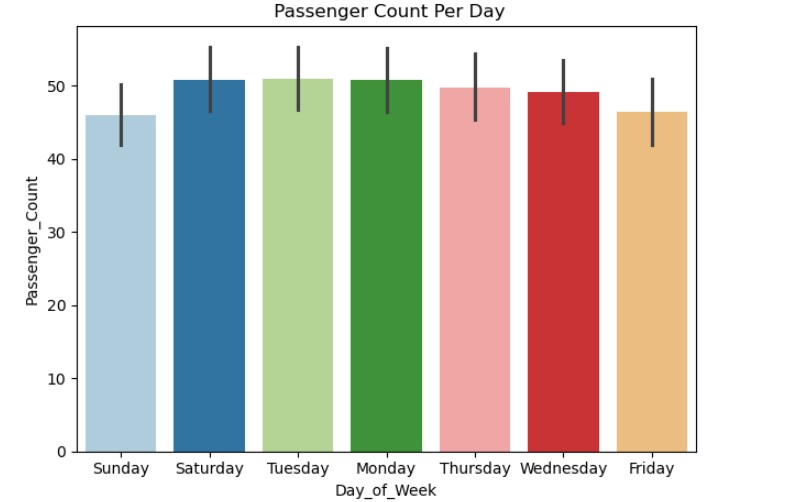 Passenger Count Per Day
Passenger_Count
50
40
30
20
10
0
Sunday Saturday Tuesday Monday Thursday Wednesday Friday
Day_of_Week